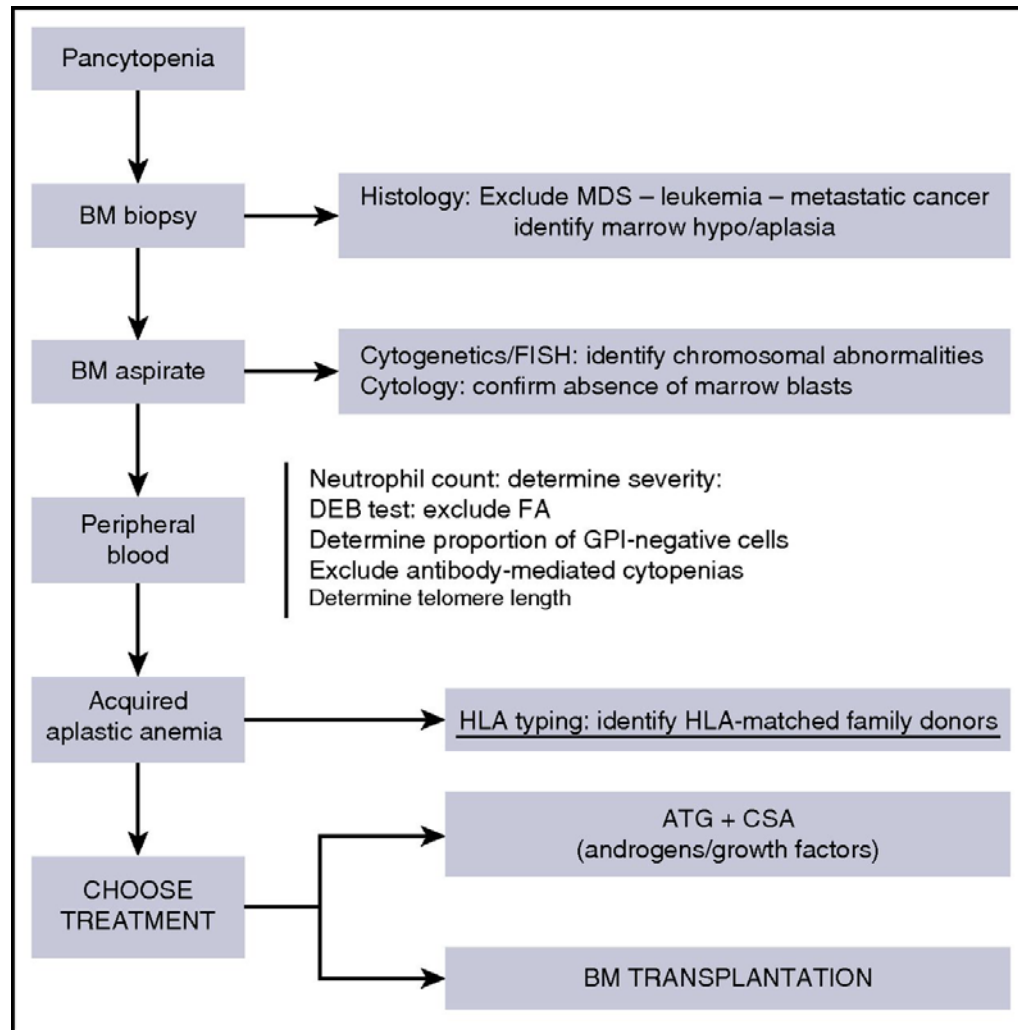 Pancytopenia
BM biopsy
Histology: Exclude MDS – leukemia – metastatic cancer
identify marrow hypo/aplasia
BM aspirate
Cytogenetics/FISH: identify chromosomal abnormalities
Cytology: confirm absence of marrow blasts
Peripheral
blood
Neutrophil count: determine severity:
DEB test: exclude FA
Determine proportion of GPI-negative cells
Exclude antibody-mediated cytopenias
Determine telomere length
Acquired
aplastic anemia
HLA typing: identify HLA-matched family donors
CHOOSE
TREATMENT
ATG + CSA
(androgens/growth factors)
BM TRANSPLANTATION